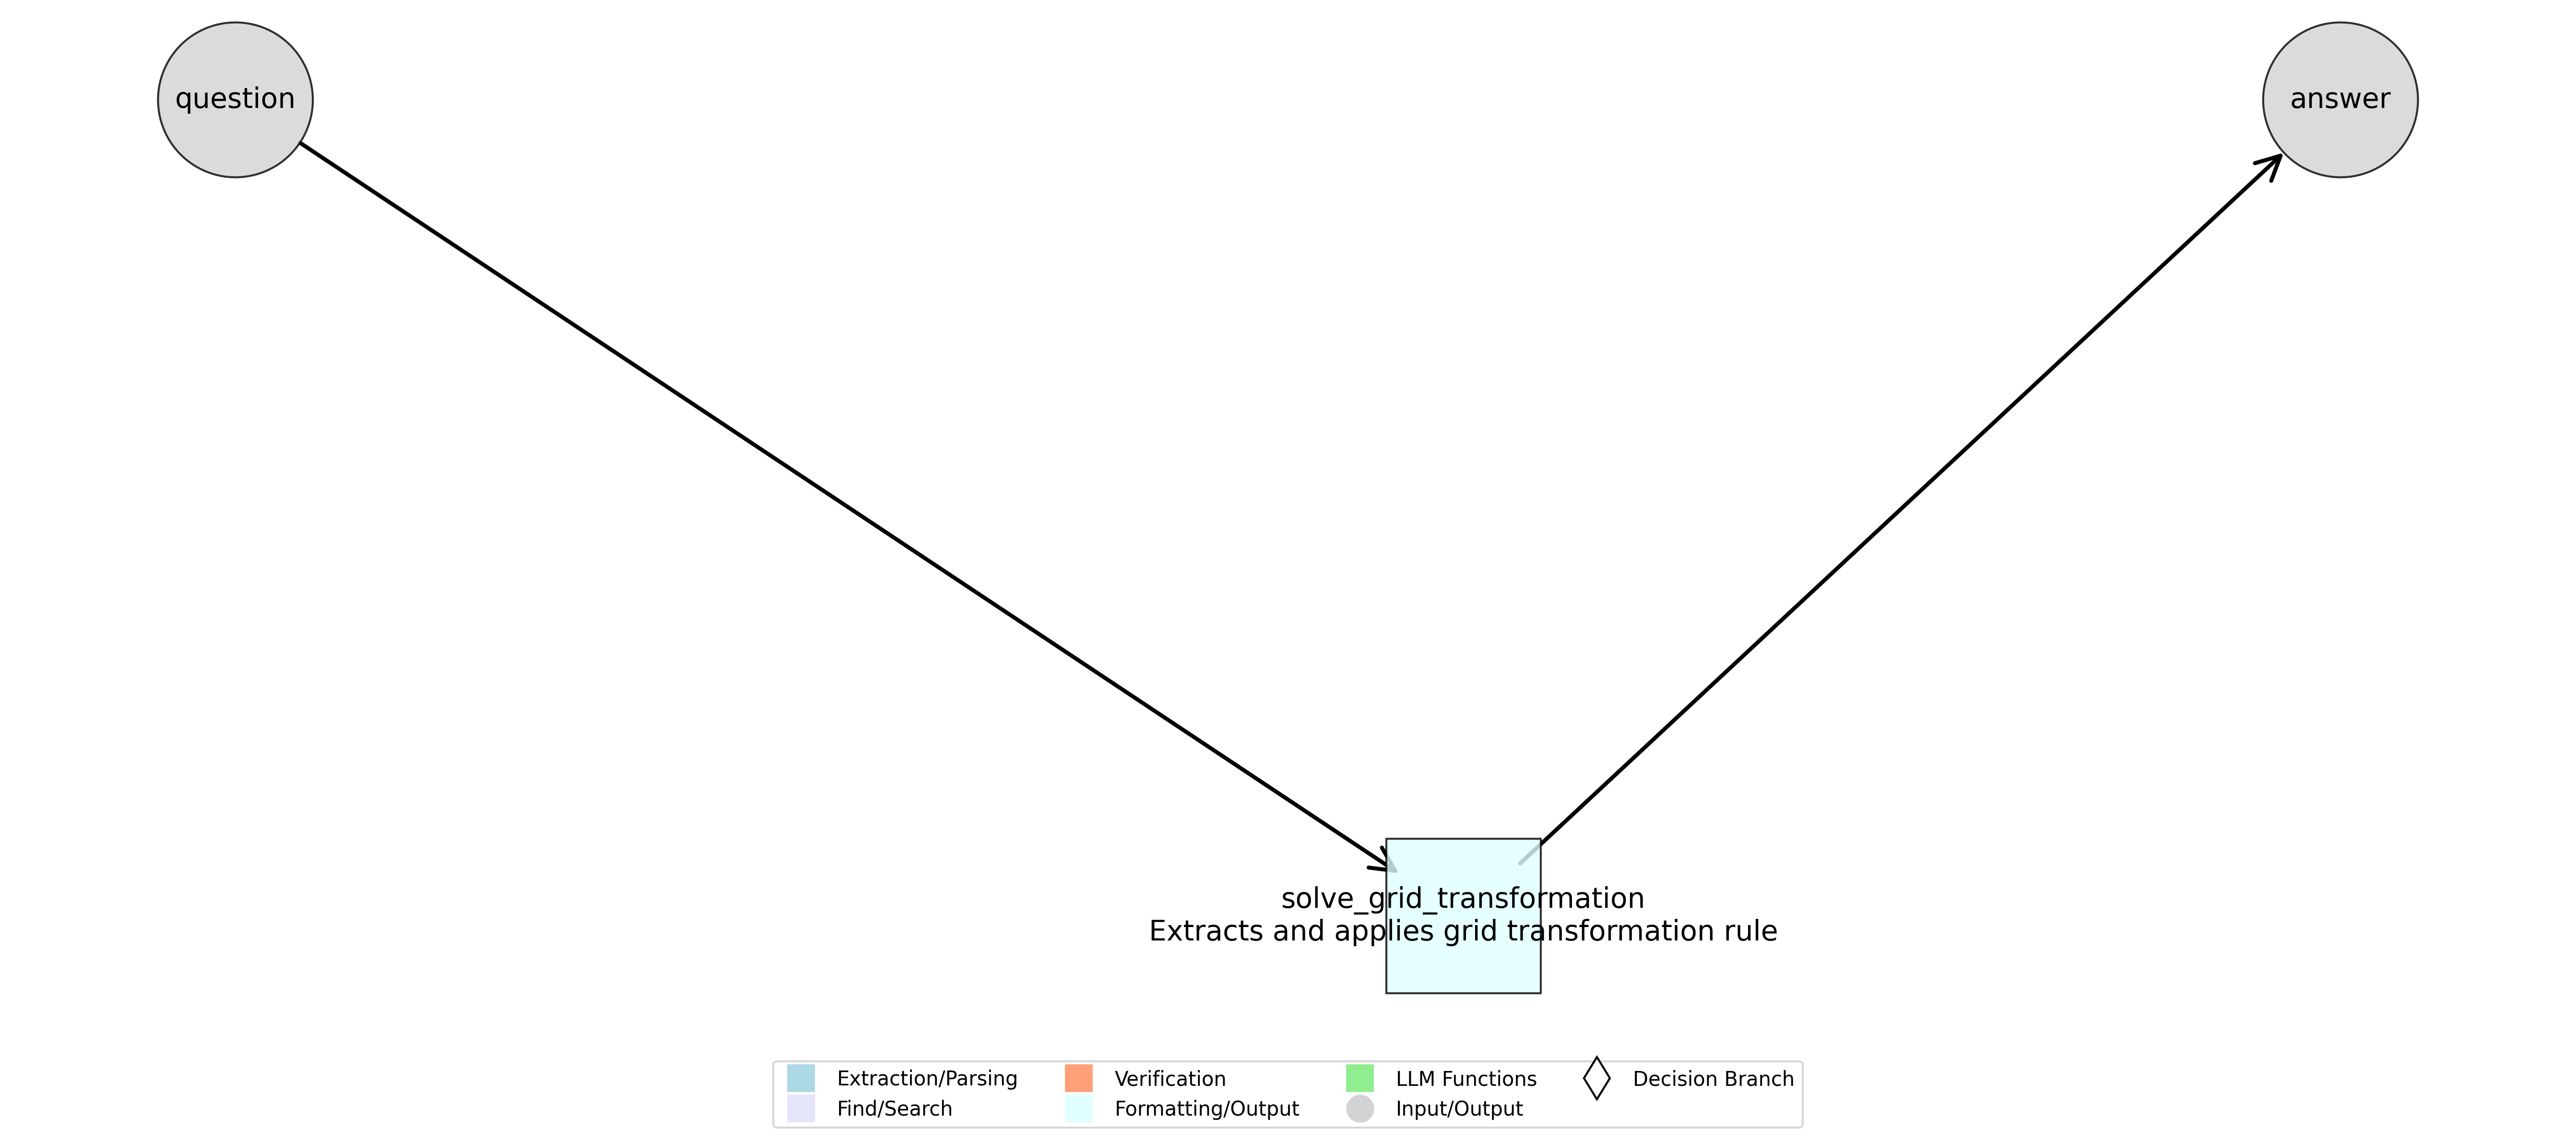 question
answer
solve_grid_transformation
Extracts and applies grid transformation rule
Extraction/Parsing
Find/Search
Verification
Formatting/Output
LLM Functions
Input/Output
Decision Branch